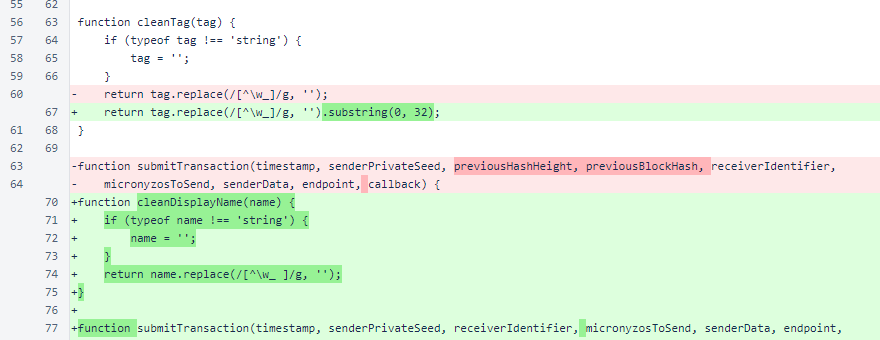 55 62
56 63 function cleanTag(tag) {
57 64 if (typeof tag !== 'string') {
58 65 tag = '';
59 66 }
60 - return tag.replace(/[^\w_]/g, '');
67 + return tag.replace(/[^\w_]/g, '').substring(0, 32);
61 68 }
62 69
63 -function submitTransaction(timestamp, senderPrivateSeed, previousHashHeight, previousBlockHash, receiverIdentifier,
64 - micronyzosToSend, senderData, endpoint, callback) {
70 +function cleanDisplayName(name) {
71 + if (typeof name !== 'string') {
72 + name = '';
73 + }
74 + return name.replace(/[^\w_ ]/g, '');
75 +}
76 +
77 +function submitTransaction(timestamp, senderPrivateSeed, receiverIdentifier, micronyzosToSend, senderData, endpoint,